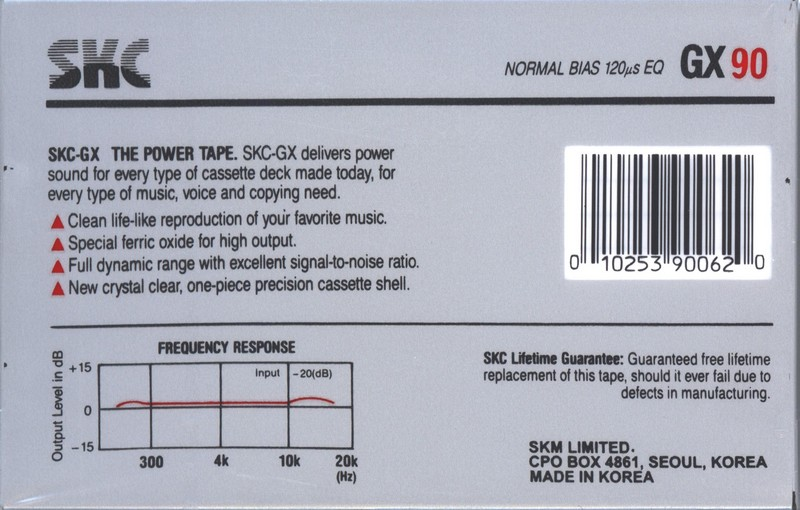 SKC
NORMAL BIAS 120µs EQ GX 90
SKC-GX THE POWER TAPE. SKC-GX delivers power
sound for every type of cassette deck made today, for
every type of music, voice and copying need.
Clean life-like reproduction of your favorite music.
Special ferric oxide for high output.
Full dynamic range with excellent signal-to-noise ratio.
New crystal clear, one-piece precision cassette shell.
0 10253 90062 0
FREQUENCY RESPONSE
Output Level in dB
+15
Input -20(dB)
0
-15
300 4k 10k 20k
(Hz)
SKC Lifetime Guarantee: Guaranteed free lifetime
replacement of this tape, should it ever fail due to
defects in manufacturing.
SKM LIMITED.
CPO BOX 4861, SEOUL, KOREA
MADE IN KOREA